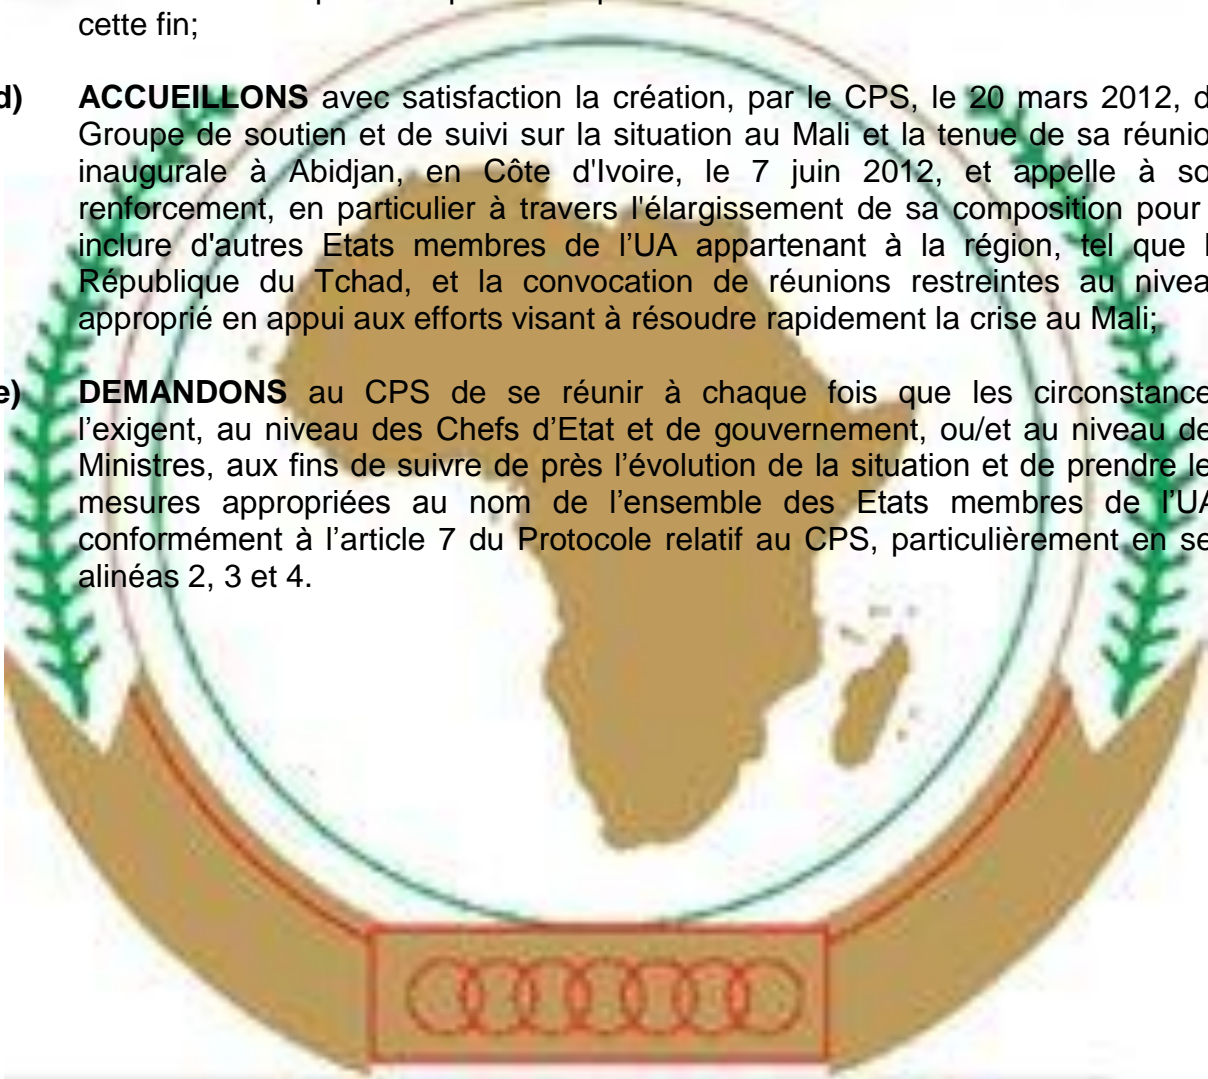 cette fin;
d) ACCUEILLONS avec satisfaction la création, par le CPS, le 20 mars 2012,
Groupe de soutien et de suivi sur la situation au Mali et la tenue de sa
inaugurale à Abidjan, en Côte d'Ivoire, le 7 juin 2012, et appelle à
renforcement, en particulier à travers l'élargissement de sa composition pour
inclure d'autres Etats membres de l’UA appartenant à la région, tel que
République du Tchad, et la convocation de réunions restreintes au
approprié en appui aux efforts visant à résoudre rapidement la crise au Mali;
e) DEMANDONS au CPS de se réunir à chaque fois que les
l’exigent, au niveau des Chefs d’Etat et de gouvernement, ou/et au niveau
Ministres, aux fins de suivre de près l’évolution de la situation et de prendre
mesures appropriées au nom de l’ensemble des Etats membres de l’UA
conformément à l’article 7 du Protocole relatif au CPS, particulièrement en
alinéas 2, 3 et 4.